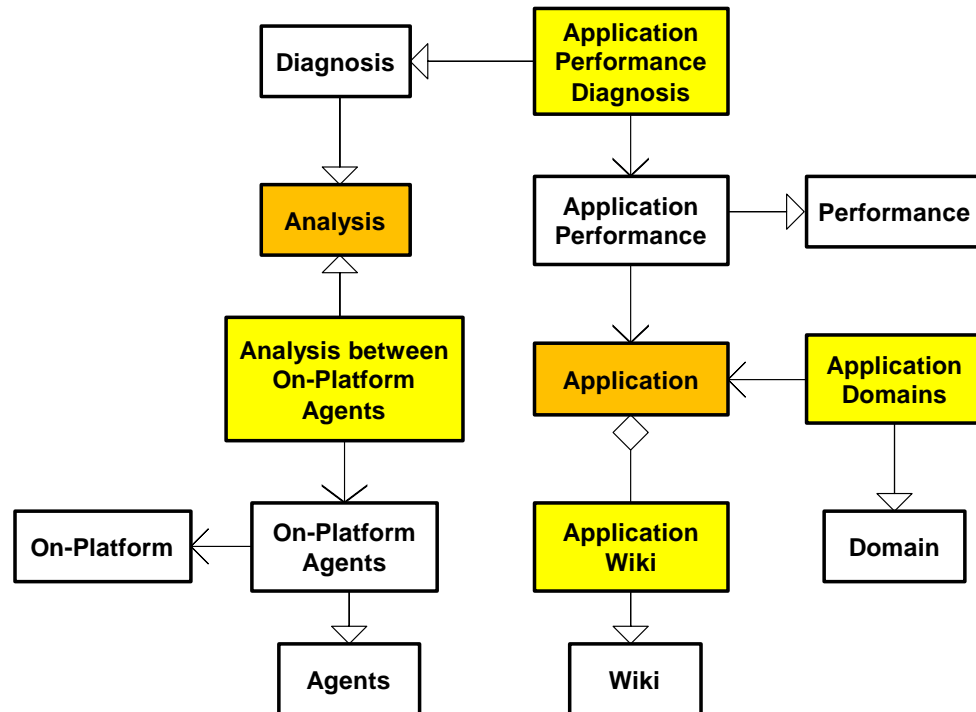 Application
Performance
Diagnosis
Diagnosis
Analysis
Application
Performance
Performance
Analysis between
On-Platform
Agents
Application
Application
Domains
On-Platform
On-Platform
Agents
Application
Wiki
Domain
Agents
Wiki